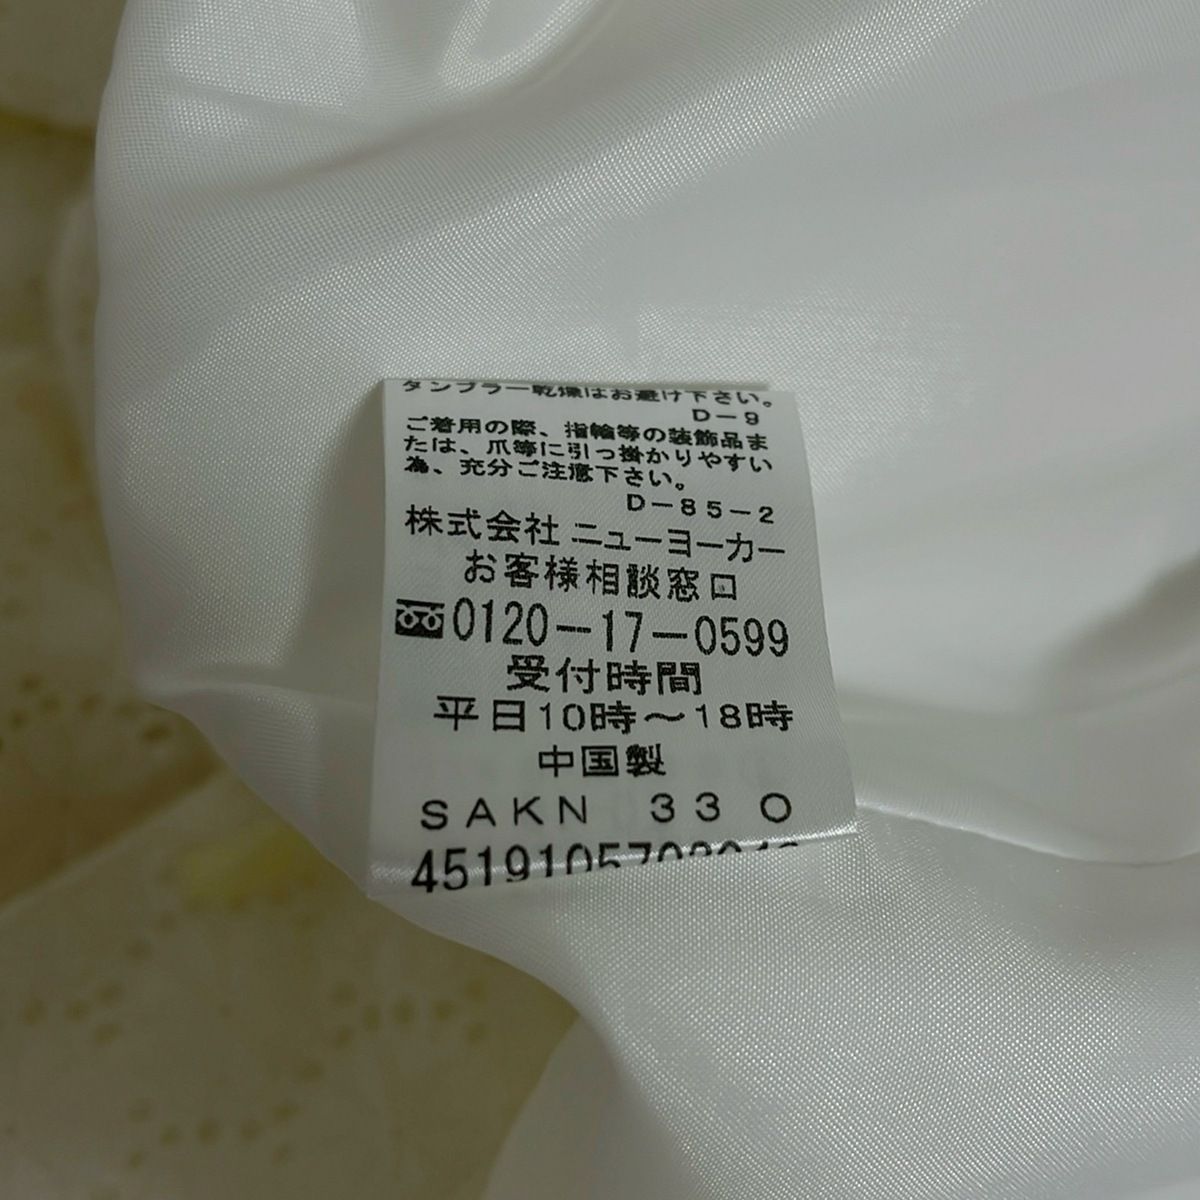 タンブラー乾燥はお避け下さい。
D-9
ご着用の際、指輪等の装飾品ま
たは、爪等に引っ掛かりやすい
為、充分ご注意下さい。
D-85-2
株式会社 ニューヨーカー
お客様相談窓口
0120-17-0599
受付時間
平日10時～18時
中国製
SAKN 33 O